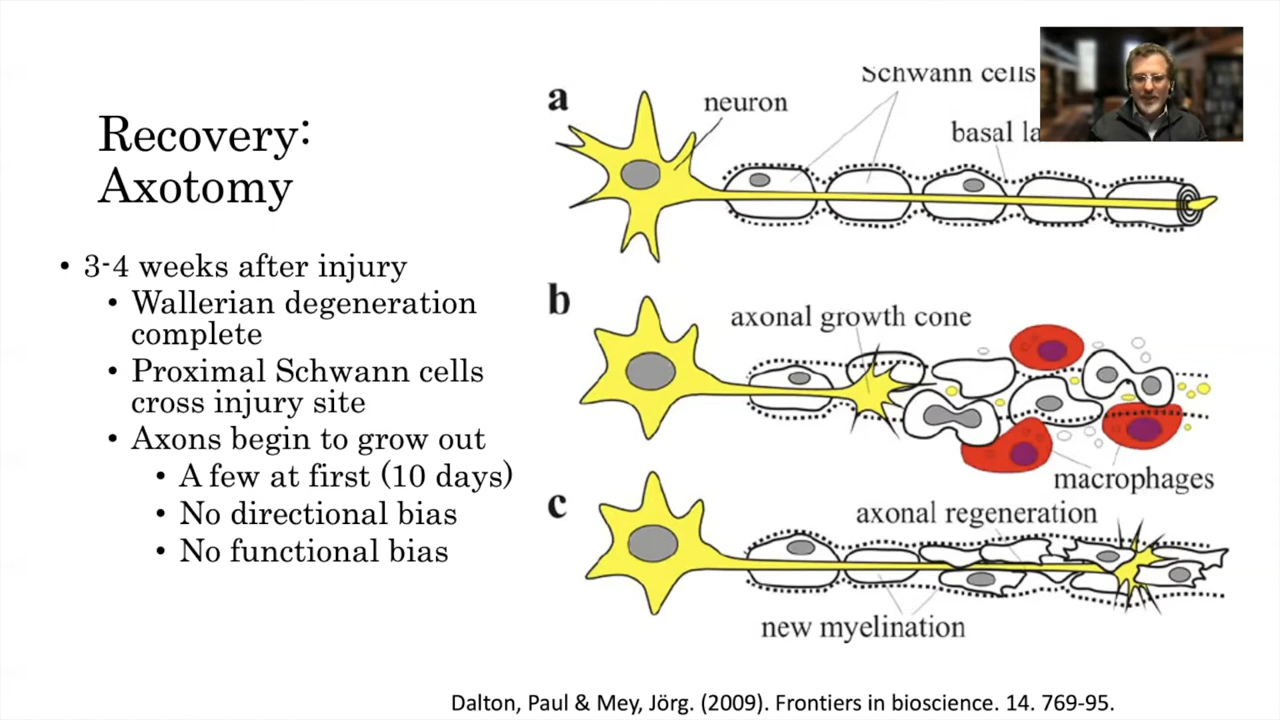 Recovery:
Axotomy
• 3-4 weeks after injury
• Wallerian degeneration
complete
• Proximal Schwann cells
cross injury site
• Axons begin to grow out
• A few at first (10 days)
• No directional bias
• No functional bias
a
neuron
Schwann cells
basal
b
axonal growth cone
macrophages
c
axonal regeneration
new myelination
Dalton, Paul & Mey, Jörg. (2009). Frontiers in bioscience. 14. 769-95.